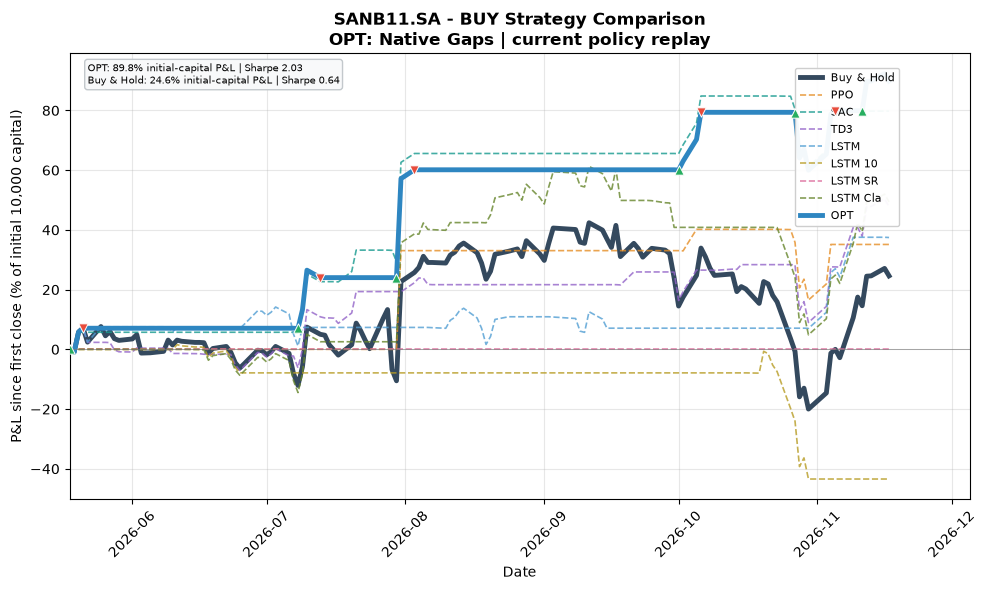 SANB11.SA - BUY Strategy Comparison
OPT: Native Gaps | current policy replay
OPT: 89.8% initial-capital P&L | Sharpe 2.03
Buy & Hold: 24.6% initial-capital P&L | Sharpe 0.64
Buy & Hold
PPO
SAC
TD3
LSTM
LSTM 10
LSTM SR
LSTM Cla
OPT
P&L since first close (% of initial 10,000 capital)
80
60
40
20
0
−20
−40
2026-06
2026-07
2026-08
2026-09
2026-10
2026-11
2026-12
Date